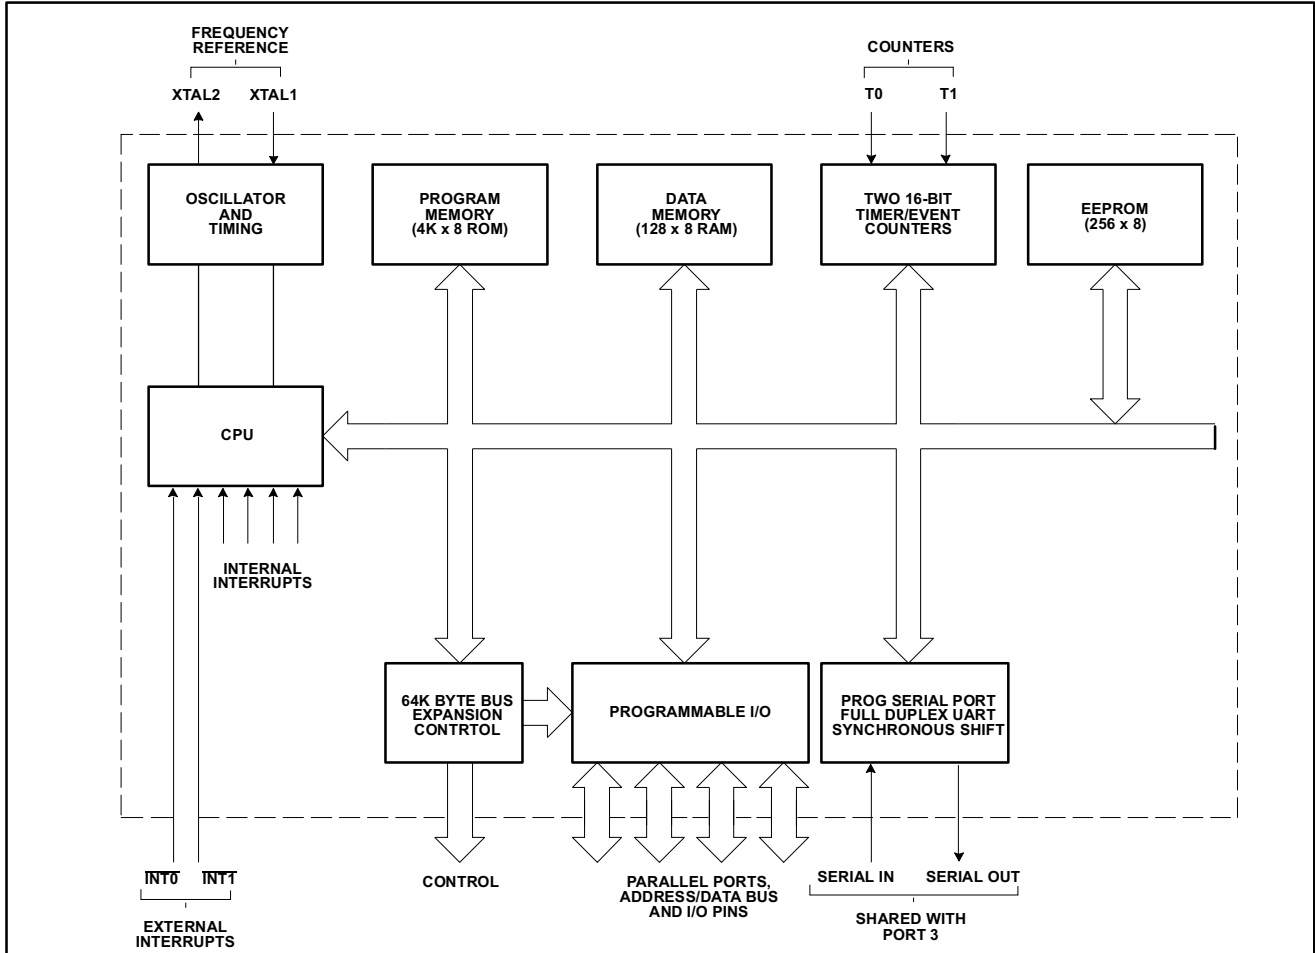 FREQUENCY
REFERENCE
COUNTERS
XTAL2
XTAL1
T0
T1
OSCILLATOR
AND
TIMING
PROGRAM
MEMORY
(4K x 8 ROM)
DATA
MEMORY
(128 x 8 RAM)
TWO 16-BIT
TIMER/EVENT
COUNTERS
EEPROM
(256 x 8)
CPU
INTERNAL
INTERRUPTS
64K BYTE BUS
EXPANSION
CONTRTOL
PROGRAMMABLE I/O
PROG SERIAL PORT
FULL DUPLEX UART
SYNCHRONOUS SHIFT
INT0
INT1
EXTERNAL
INTERRUPTS
CONTROL
PARALLEL PORTS,
ADDRESS/DATA BUS
AND I/O PINS
SERIAL IN
SERIAL OUT
SHARED WITH
PORT 3